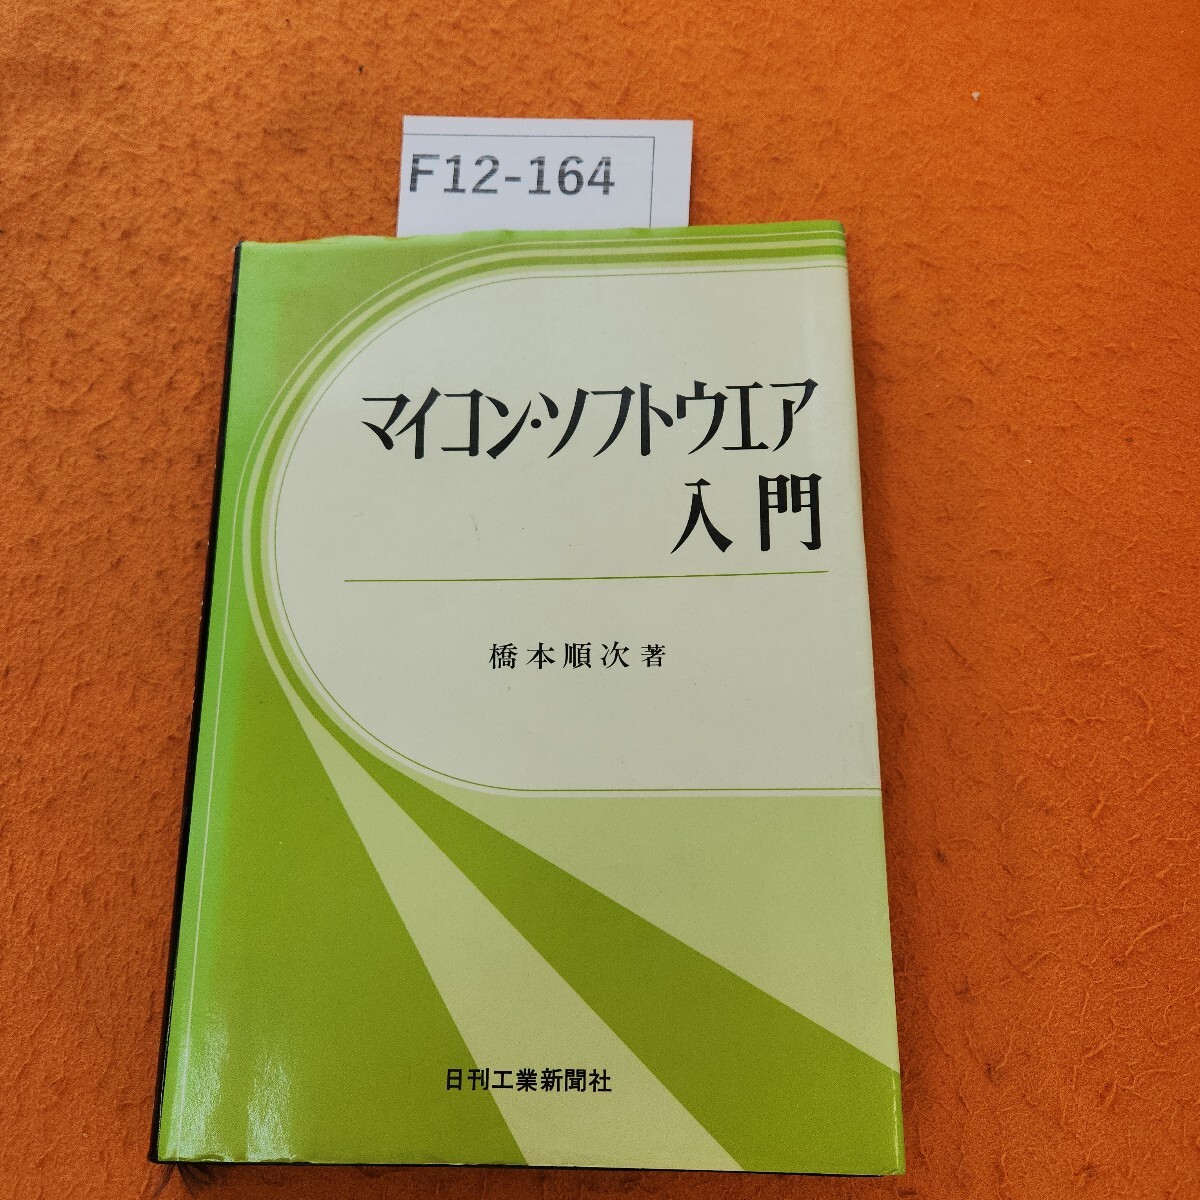 F12-164
マイコン・ソフトウエア
入門
橋本順次著
日刊工業新聞社